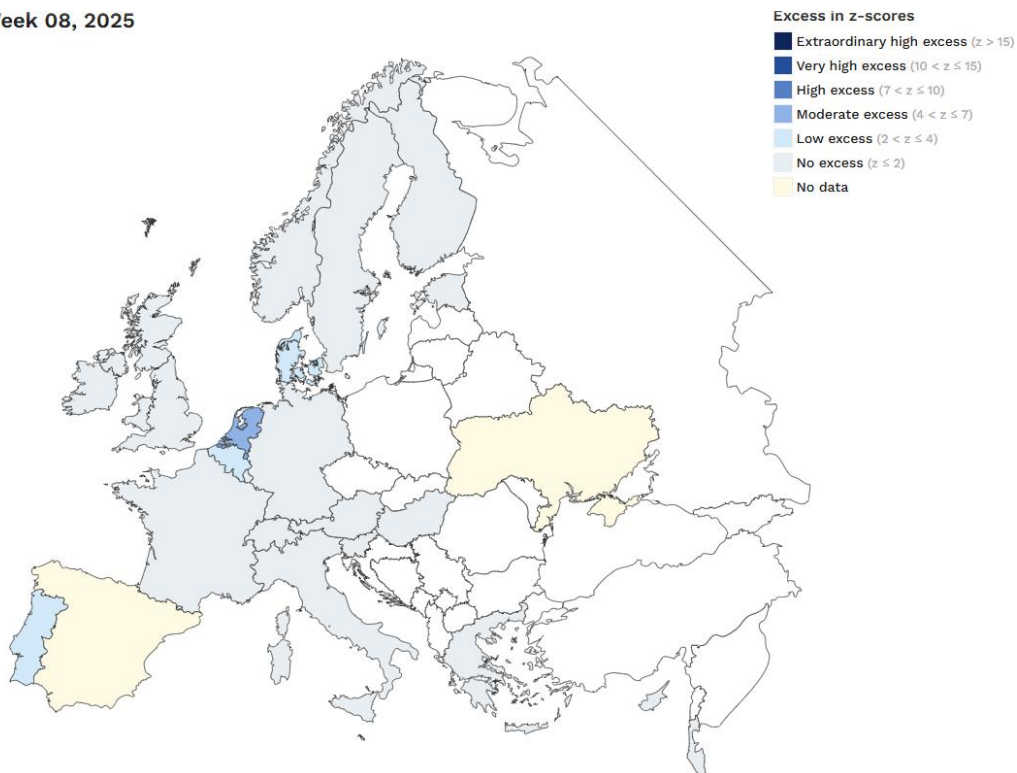 eek 08, 2025
Excess in z-scores
Extraordinary high excess (z > 15)
Very high excess (10 < z ≤ 15)
High excess (7 < z ≤ 10)
Moderate excess (4 < z ≤ 7)
Low excess (2 < z ≤ 4)
No excess (z ≤ 2)
No data